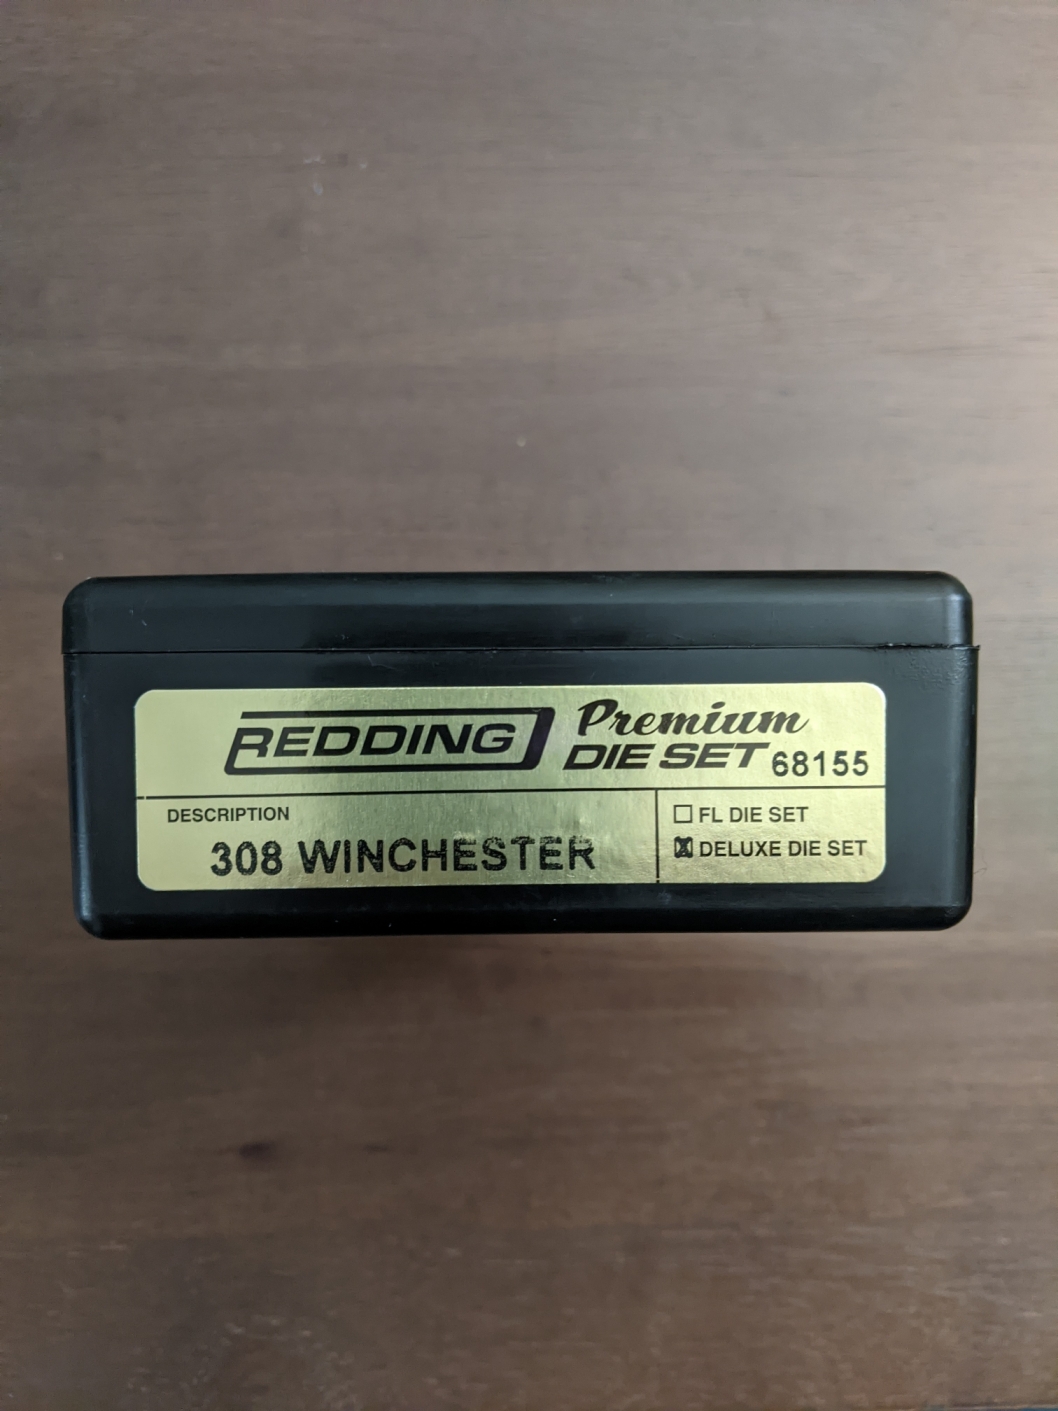 REDDING Premium
DIE SET 68155
DESCRIPTION
308 WINCHESTER
FL DIE SET
DELUXE DIE SET